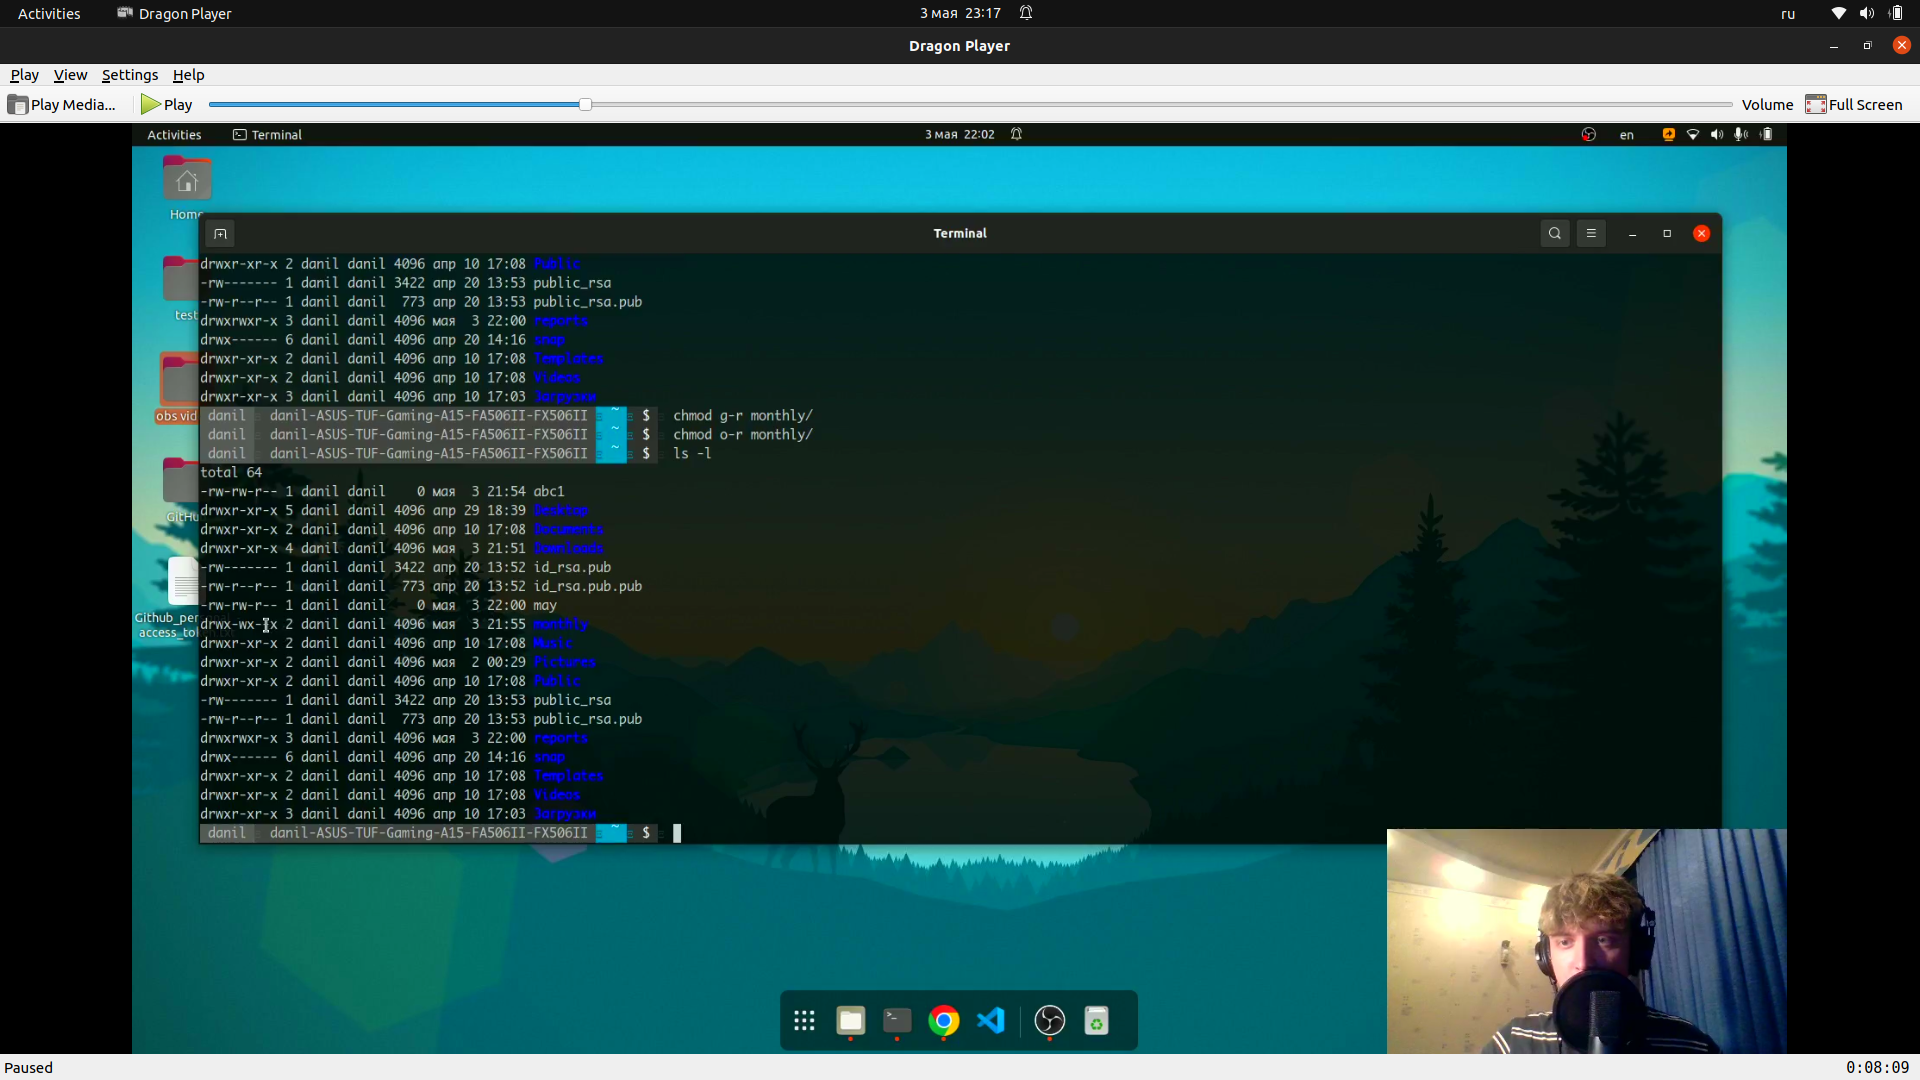 Activities Dragon Player 3 мая 23:17 ru
Dragon Player
Play View Settings Help
Play Media... Play Volume Full Screen
Activities Terminal 3 мая 22:02 en
Home
Terminal
drwxr-xr-x 2 danil danil 4096 апр 10 17:08 Public
-rw------- 1 danil danil 3422 апр 20 13:53 public_rsa
-rw-r--r-- 1 danil danil  773 апр 20 13:53 public_rsa.pub
test
drwxrwxr-x 3 danil danil 4096 мая  3 22:00 reports
drwx------ 6 danil danil 4096 апр 20 14:16 snap
drwxr-xr-x 2 danil danil 4096 апр 10 17:08 Templates
drwxr-xr-x 2 danil danil 4096 апр 10 17:08 Videos
drwxr-xr-x 3 danil danil 4096 апр 10 17:03 Загрузки
obs vid
danil danil-ASUS-TUF-Gaming-A15-FA506II-FX506II ~ $ chmod g-r monthly/
danil danil-ASUS-TUF-Gaming-A15-FA506II-FX506II ~ $ chmod o-r monthly/
danil danil-ASUS-TUF-Gaming-A15-FA506II-FX506II ~ $ ls -l
total 64
-rw-rw-r-- 1 danil danil    0 мая  3 21:54 abc1
drwxr-xr-x 5 danil danil 4096 апр 29 18:39 Desktop
GitHu
drwxr-xr-x 2 danil danil 4096 апр 10 17:08 Documents
drwxr-xr-x 4 danil danil 4096 мая  3 21:51 Downloads
-rw------- 1 danil danil 3422 апр 20 13:52 id_rsa.pub
-rw-r--r-- 1 danil danil  773 апр 20 13:52 id_rsa.pub.pub
-rw-rw-r-- 1 danil danil    0 мая  3 22:00 may
Github_per
access_to
drwx-wx--x 2 danil danil 4096 мая  3 21:55 monthly
drwxr-xr-x 2 danil danil 4096 апр 10 17:08 Music
drwxr-xr-x 2 danil danil 4096 мая  2 00:29 Pictures
drwxr-xr-x 2 danil danil 4096 апр 10 17:08 Public
-rw------- 1 danil danil 3422 апр 20 13:53 public_rsa
-rw-r--r-- 1 danil danil  773 апр 20 13:53 public_rsa.pub
drwxrwxr-x 3 danil danil 4096 мая  3 22:00 reports
drwx------ 6 danil danil 4096 апр 20 14:16 snap
drwxr-xr-x 2 danil danil 4096 апр 10 17:08 Templates
drwxr-xr-x 2 danil danil 4096 апр 10 17:08 Videos
drwxr-xr-x 3 danil danil 4096 апр 10 17:03 Загрузки
danil danil-ASUS-TUF-Gaming-A15-FA506II-FX506II ~ $
Paused 0:08:09